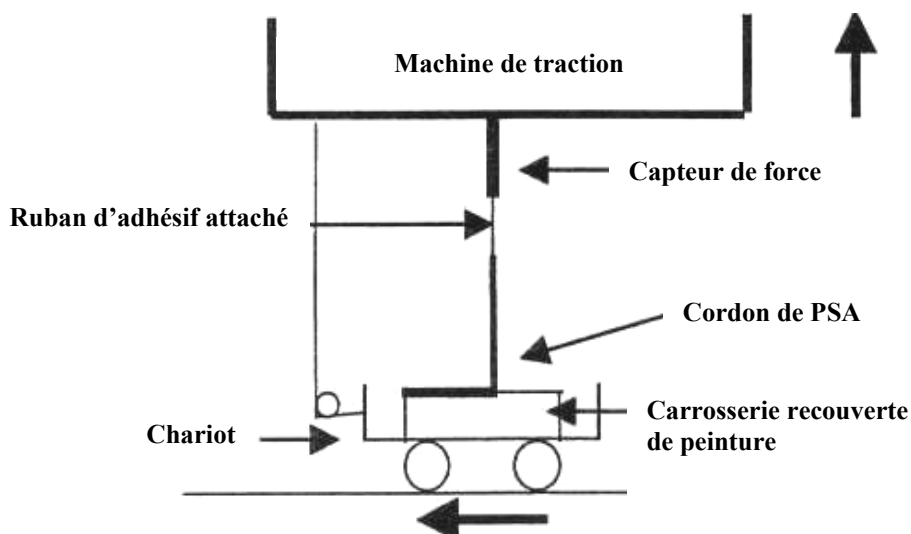 Machine de traction
Capteur de force
Ruban d’adhésif attaché
Cordon de PSA
Carrosserie recouverte
de peinture
Chariot